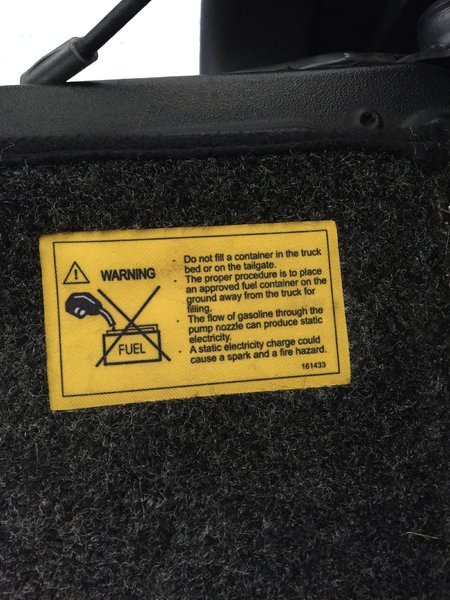 WARNING
FUEL
· Do not fill a container in the truck
bed or on the tailgate.
· The proper procedure is to place
an approved fuel container on the
ground away from the truck for
filling.
· The flow of gasoline through the
pump nozzle can produce static
electricity.
· A static electricity charge could
cause a spark and a fire hazard.
161433